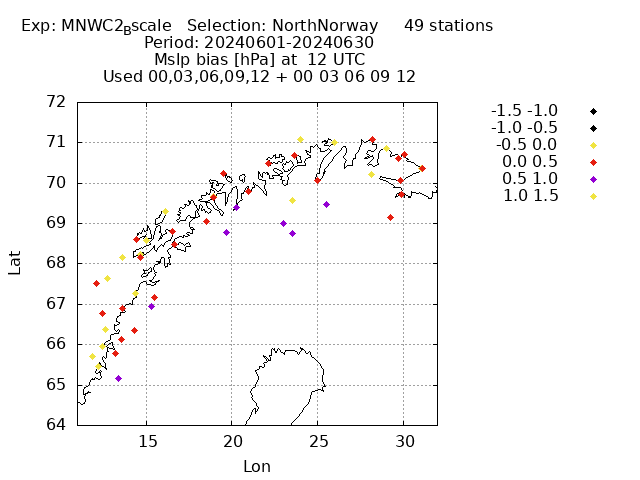 Exp: MNWC2Bscale Selection: NorthNorway 49 stations
Period: 20240601-20240630
Mslp bias [hPa] at 12 UTC
Used 00,03,06,09,12 + 00 03 06 09 12
72
71
70
69
68
67
66
65
64
Lat
15 20 25 30
Lon
-1.5 -1.0
-1.0 -0.5
-0.5 0.0
0.0 0.5
0.5 1.0
1.0 1.5